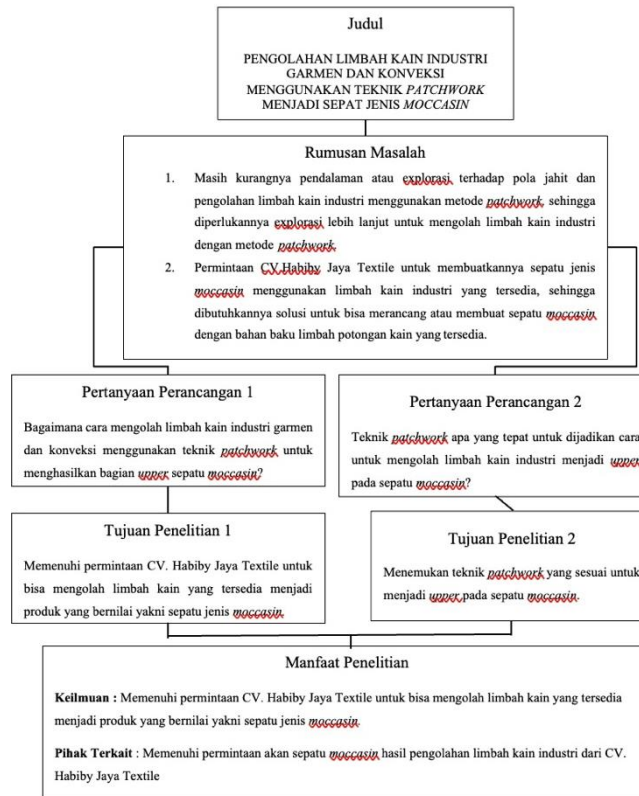 Judul
PENGOLAHAN LIMBAH KAIN INDUSTRI
GARMEN DAN KONVEKSI
MENGGUNAKAN TEKNIK PATCHWORK
MENJADI SEPAT JENIS MOCCASIN
Rumusan Masalah
1. Masih kurangnya pendalaman atau explorasi terhadap pola jahit dan
pengolahan limbah kain industri menggunakan metode patchwork, sehingga
diperlukannya explorasi lebih lanjut untuk mengolah limbah kain industri
dengan metode patchwork.
2. Permintaan CV.Habiby Jaya Textile untuk membuatkannya sepatu jenis
moccasin menggunakan limbah kain industri yang tersedia, sehingga
dibutuhkannya solusi untuk bisa merancang atau membuat sepatu moccasin
dengan bahan baku limbah potongan kain yang tersedia.
Pertanyaan Perancangan 1
Bagaimana cara mengolah limbah kain industri garmen
dan konveksi menggunakan teknik patchwork untuk
menghasilkan bagian upper sepatu moccasin?
Pertanyaan Perancangan 2
Teknik patchwork apa yang tepat untuk dijadikan cara
untuk mengolah limbah kain industri menjadi upper
pada sepatu moccasin?
Tujuan Penelitian 1
Memenuhi permintaan CV. Habiby Jaya Textile untuk
bisa mengolah limbah kain yang tersedia menjadi
produk yang bernilai yakni sepatu jenis moccasin.
Tujuan Penelitian 2
Menemukan teknik patchwork yang sesuai untuk
menjadi upper pada sepatu moccasin.
Manfaat Penelitian
Keilmuan : Memenuhi permintaan CV. Habiby Jaya Textile untuk bisa mengolah limbah kain yang tersedia
menjadi produk yang bernilai yakni sepatu jenis moccasin.
Pihak Terkait : Memenuhi permintaan akan sepatu moccasin hasil pengolahan limbah kain industri dari CV.
Habiby Jaya Textile